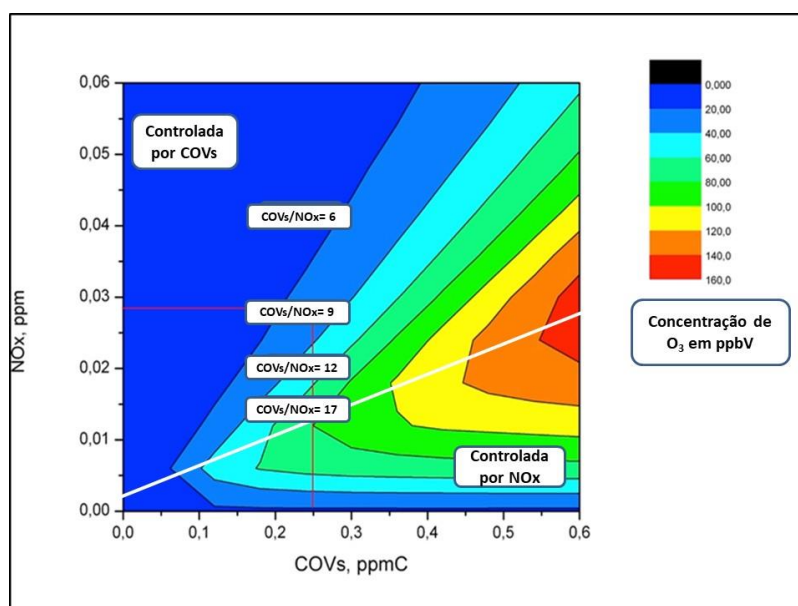 0,06
0,05
0,04
0,03
0,02
0,01
0,00
NOx, ppm
0,0
0,1
0,2
0,3
0,4
0,5
0,6
COVs, ppmC
Controlada
por COVs
COVs/NOx= 6
COVs/NOx= 9
COVs/NOx= 12
COVs/NOx= 17
Controlada
por NOx
0,000
20,00
40,00
60,00
80,00
100,0
120,0
140,0
160,0
Concentração de
O₃ em ppbV